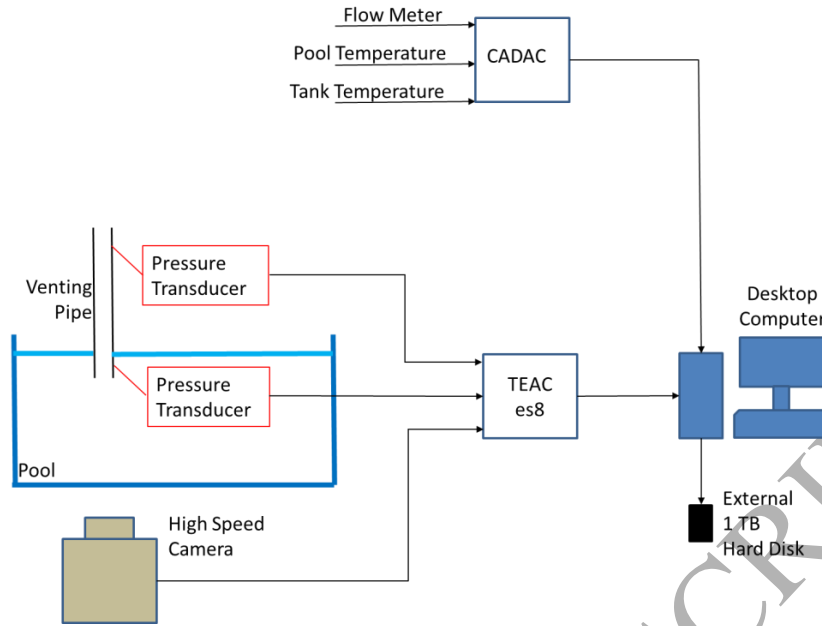 Flow Meter
Pool Temperature
Tank Temperature
CADAC
Venting
Pipe
Pressure
Transducer
Pressure
Transducer
TEAC
es8
Desktop
Computer
Pool
High Speed
Camera
External
1 TB
Hard Disk